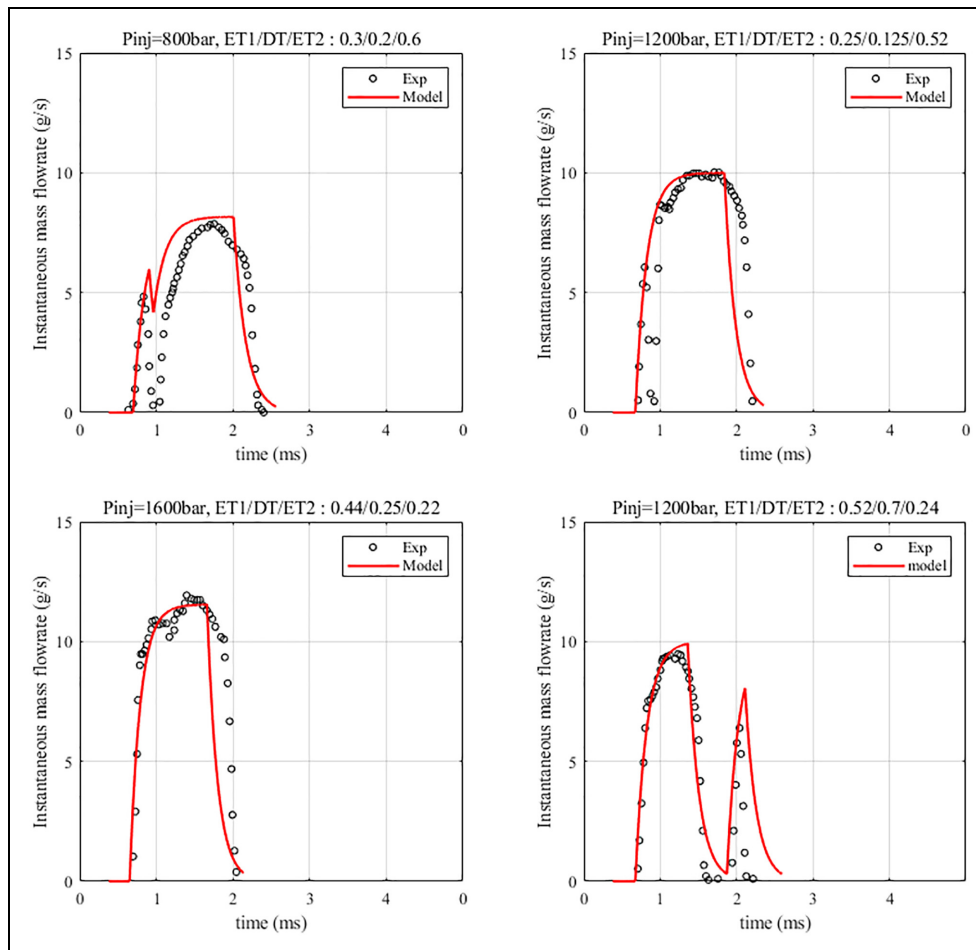 Pinj=800bar, ET1/DT/ET2 : 0.3/0.2/0.6
Exp
Model
Instantaneous mass flowrate (g/s)
15
10
5
0
0 1 2 3 4 0
time (ms)
Pinj=1200bar, ET1/DT/ET2 : 0.25/0.125/0.52
Exp
Model
Instantaneous mass flowrate (g/s)
15
10
5
0
0 1 2 3 4 0
time (ms)
Pinj=1600bar, ET1/DT/ET2 : 0.44/0.25/0.22
Exp
Model
Instantaneous mass flowrate (g/s)
15
10
5
0
0 1 2 3 4 0
time (ms)
Pinj=1200bar, ET1/DT/ET2 : 0.52/0.7/0.24
Exp
model
Instantaneous mass flowrate (g/s)
15
10
5
0
0 1 2 3 4 0
time (ms)